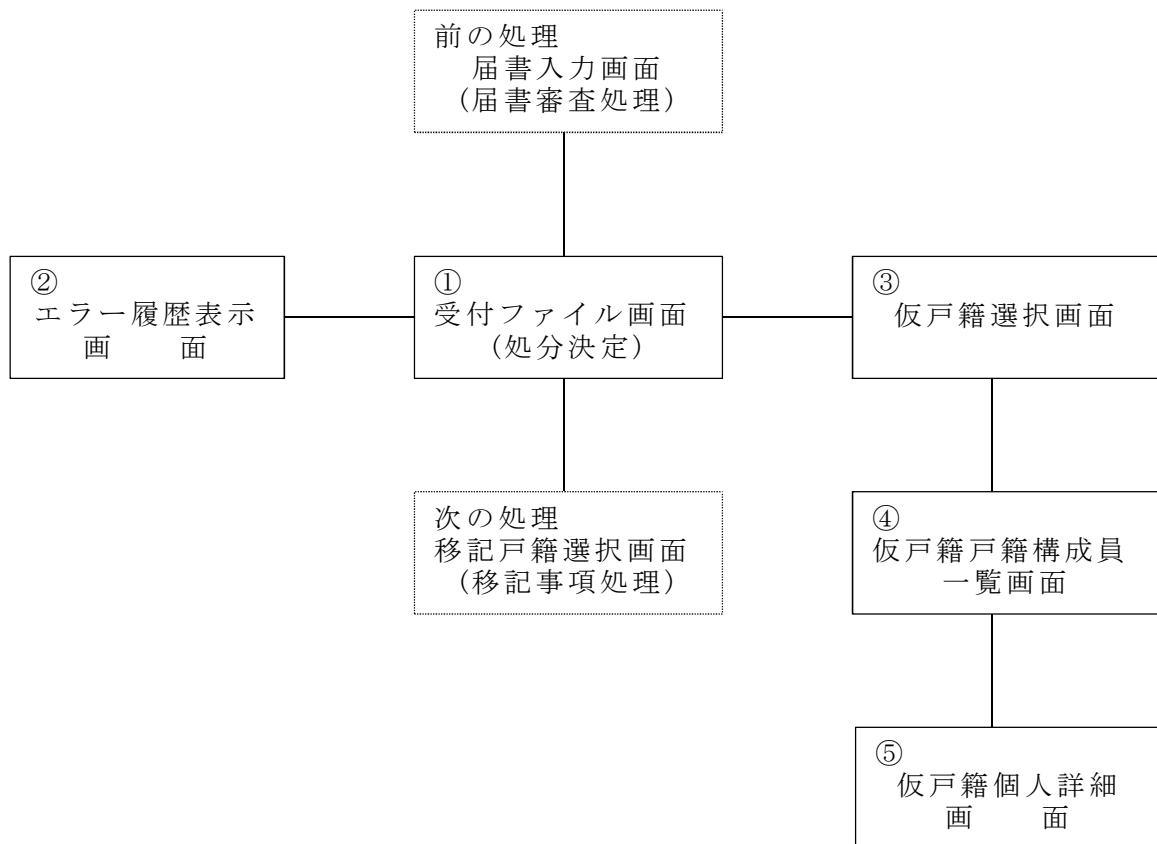 前の処理
届書入力画面
(届書審査処理)
②
エラー履歴表示
画　　面
①
受付ファイル画面
(処分決定)
③
仮戸籍選択画面
次の処理
移記戸籍選択画面
(移記事項処理)
④
仮戸籍戸籍構成員
一覧画面
⑤
仮戸籍個人詳細
画　　面